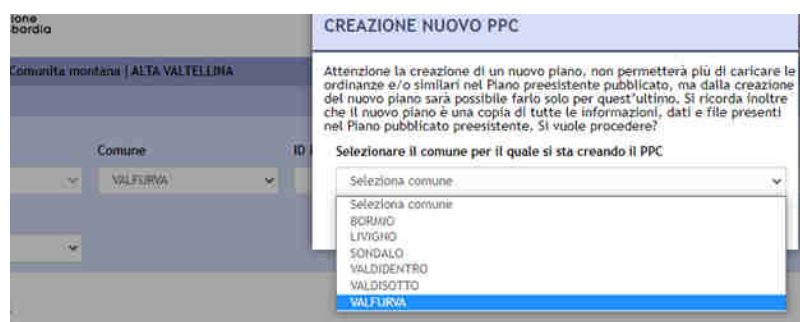 ione
bardia
Comunita montana | ALTA VALTELLINA
Comune
ID
VALFURVA
CREAZIONE NUOVO PPC
Attenzione la creazione di un nuovo piano, non permetterà più di caricare le
ordinanze e/o similari nel Piano preesistente pubblicato, ma dalla creazione
del nuovo piano sarà possibile farlo solo per quest'ultimo. Si ricorda inoltre
che il nuovo piano è una copia di tutte le informazioni, dati e file presenti
nel Piano pubblicato preesistente. Si vuole procedere?
Selezionare il comune per il quale si sta creando il PPC
Seleziona comune
Seleziona comune
BORMIO
LIVIGNO
SONDALO
VALDIDENTRO
VALDISOTTO
VALFURVA